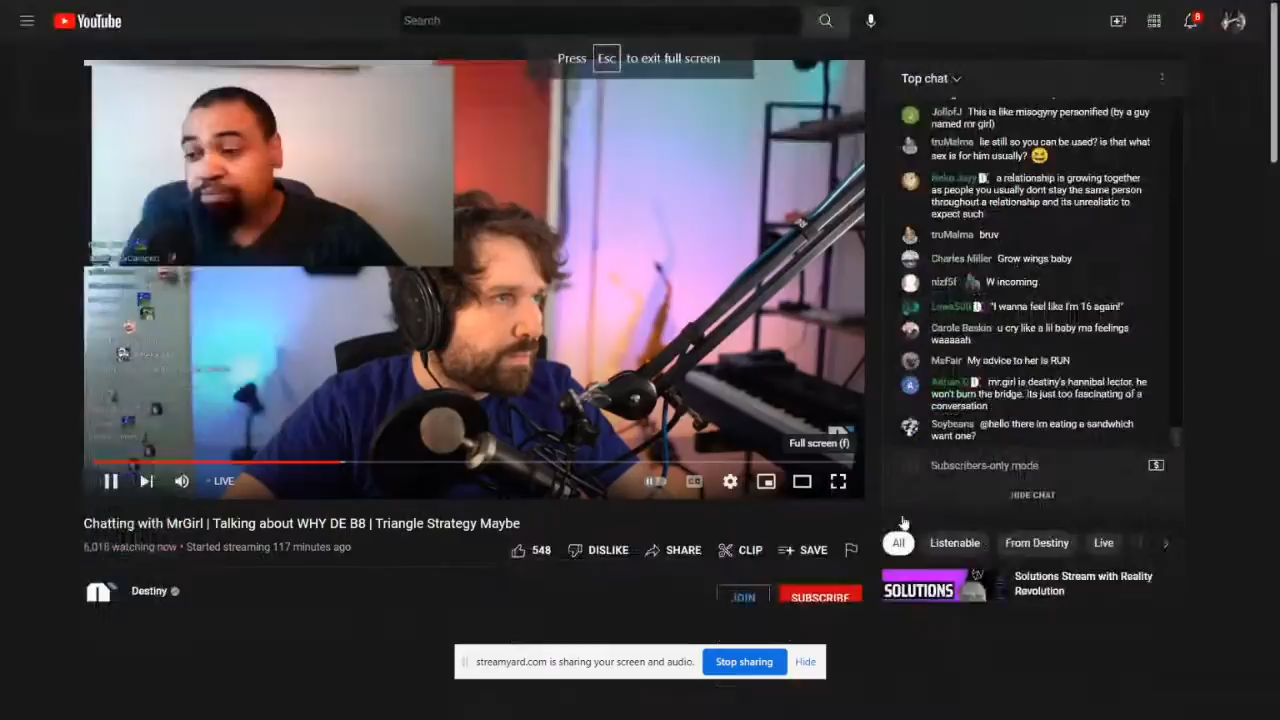 YouTube
Search
8
Press Esc to exit full screen
Top chat
JollofJ This is like misogyny personified (by a guy
named mr girl)
truMalma lie still so you can be used? is that what
sex is for him usually?
a relationship is growing together
as people you usually dont stay the same person
throughout a relationship and its unrealistic to
expect such
truMalma bruv
Charles Miller Grow wings baby
nizf5f W incoming
"I wanna feel like I'm 16 again!"
Carole Baskin u cry like a lil baby ma feelings
waaaaah
MsFair My advice to her is RUN
mr.girl is destiny's hannibal lector. he
won't burn the bridge. its just too fascinating of a
conversation
Soybeans @hello there im eating a sandwhich
want one?
Full screen (f)
Subscribers-only mode
LIVE
HIDE CHAT
Chatting with MrGirl | Talking about WHY DE B8 | Triangle Strategy Maybe
6,018 watching now • Started streaming 117 minutes ago
548
DISLIKE
SHARE
CLIP
SAVE
All
Listenable
From Destiny
Live
Destiny
JOIN
SUBSCRIBE
SOLUTIONS
Solutions Stream with Reality
Revolution
streamyard.com is sharing your screen and audio.
Stop sharing
Hide